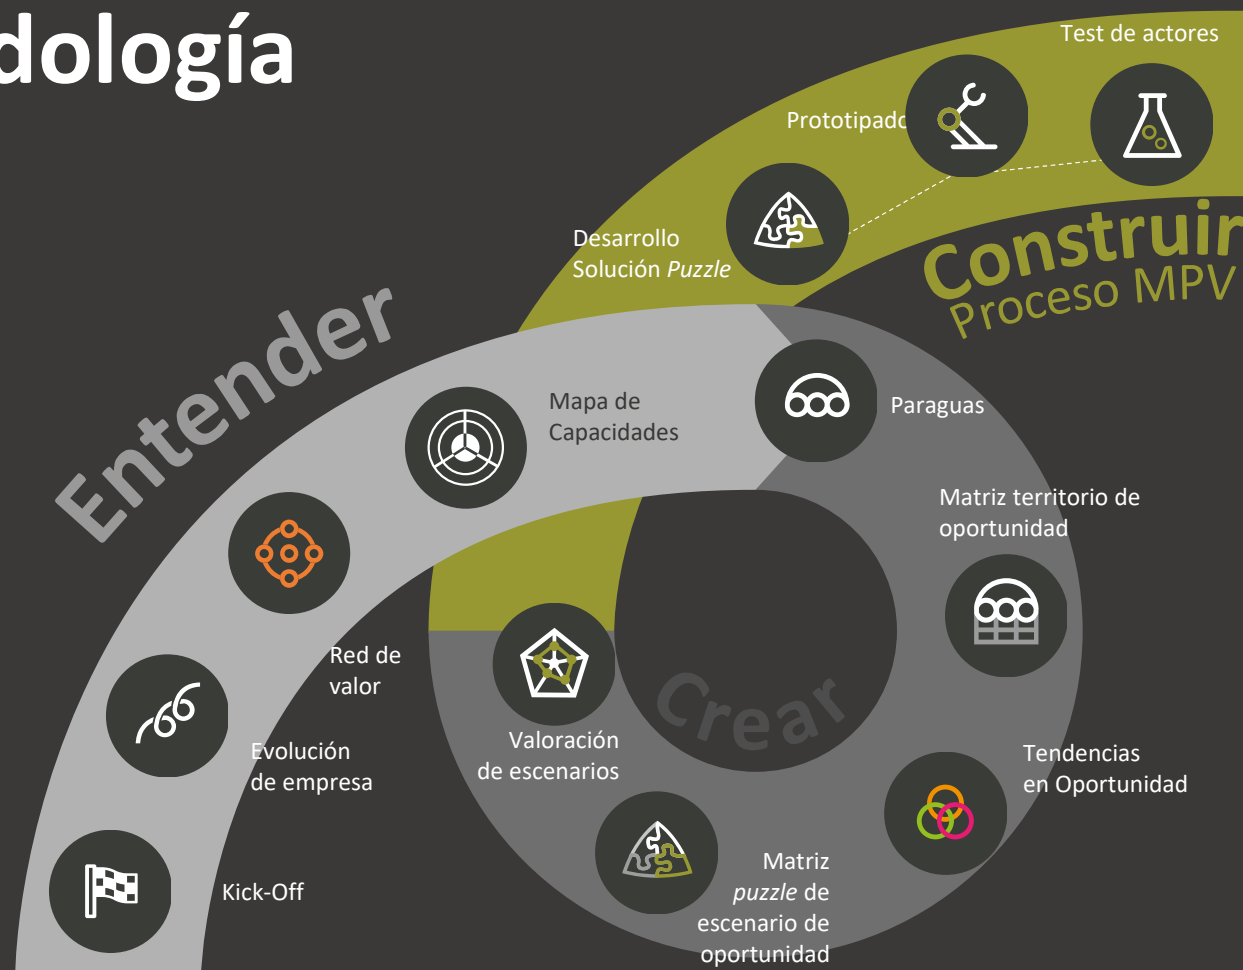 dología
Test de actores
Prototipado
Desarrollo
Solución Puzzle
Construir
Proceso MPV
Entender
Mapa de
Capacidades
Paraguas
Matriz territorio de
oportunidad
Red de
valor
Crear
Valoración
de escenarios
Evolución
de empresa
Tendencias
en Oportunidad
Matriz
puzzle de
escenario de
oportunidad
Kick-Off